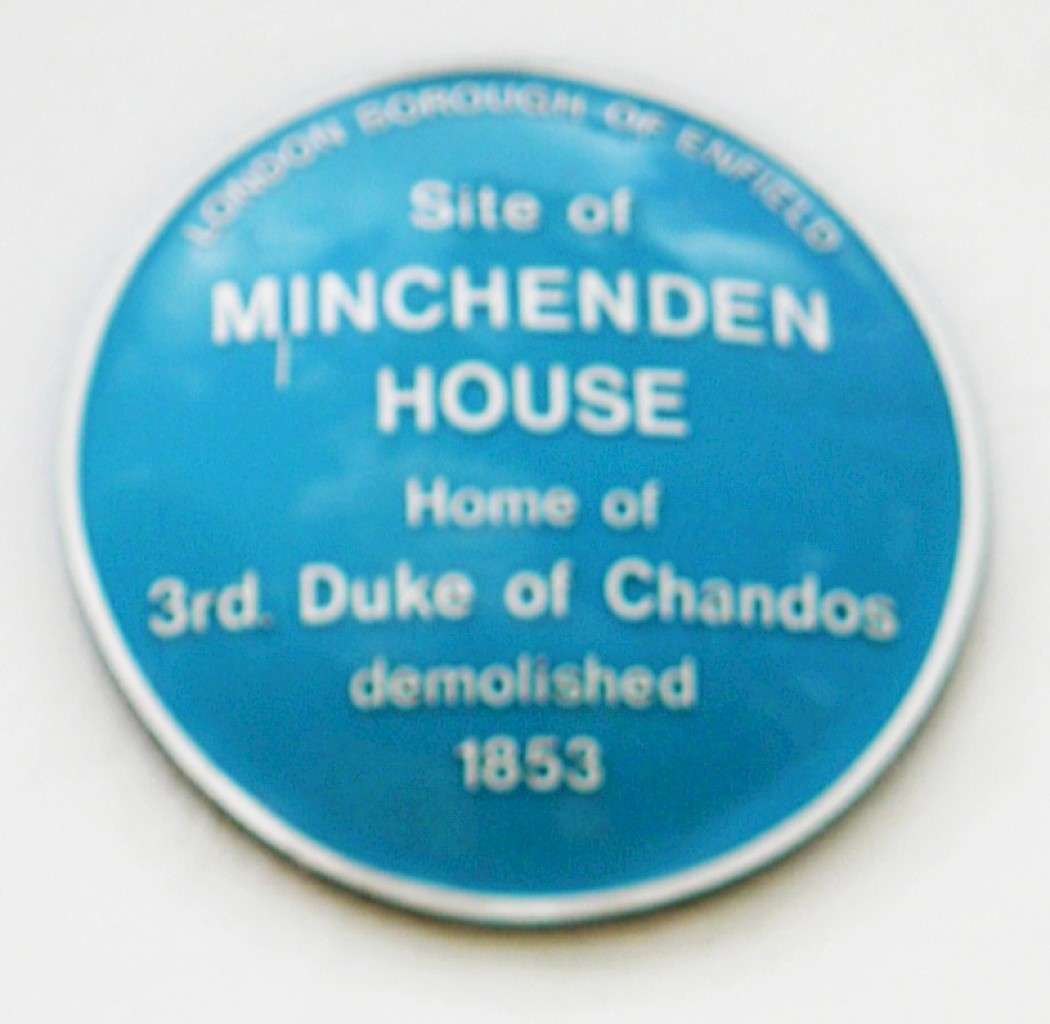 LONDON BOROUGH OF ENFIELD
Site of
MINCHENDEN
HOUSE
Home of
3rd. Duke of Chandos
demolished
1853